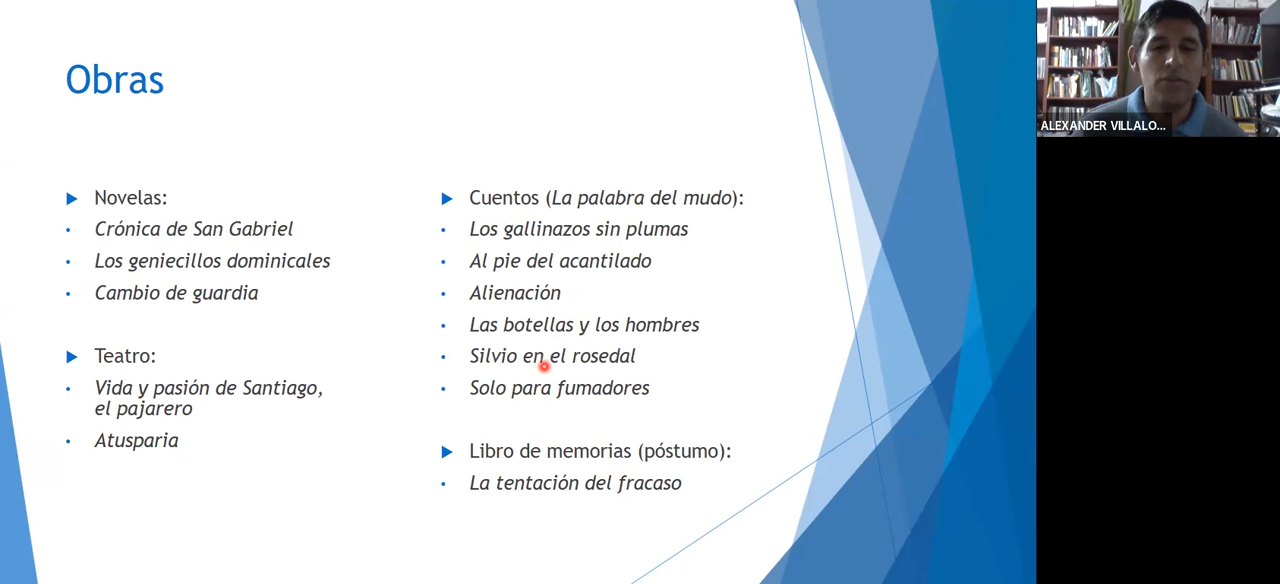 Obras
Novelas:
Crónica de San Gabriel
Los geniecillos dominicales
Cambio de guardia
Teatro:
Vida y pasión de Santiago,
el pajarero
Atusparia
Cuentos (La palabra del mudo):
Los gallinazos sin plumas
Al pie del acantilado
Alienación
Las botellas y los hombres
Silvio en el rosedal
Solo para fumadores
Libro de memorias (póstumo):
La tentación del fracaso
ALEXANDER VILLALO...